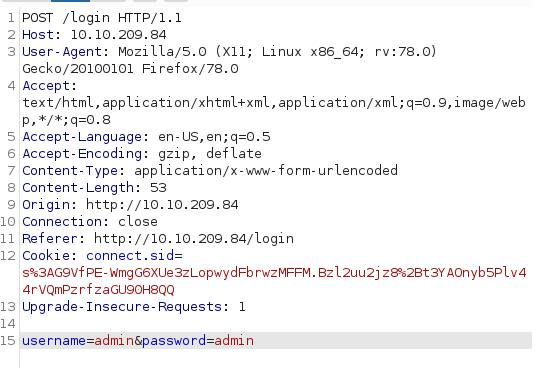 1 POST /login HTTP/1.1
2 Host: 10.10.209.84
3 User-Agent: Mozilla/5.0 (X11; Linux x86_64; rv:78.0)
Gecko/20100101 Firefox/78.0
4 Accept:
text/html,application/xhtml+xml,application/xml;q=0.9,image/web
p,*/*;q=0.8
5 Accept-Language: en-US,en;q=0.5
6 Accept-Encoding: gzip, deflate
7 Content-Type: application/x-www-form-urlencoded
8 Content-Length: 53
9 Origin: http://10.10.209.84
10 Connection: close
11 Referer: http://10.10.209.84/login
12 Cookie: connect.sid=
s%3AG9VfPE-WmgG6XUe3zLopwydFbrwzMFFM.Bzl2uu2jz8%2Bt3YAOnyb5Plv4
4rVQmPzrfzaGU90H8QQ
13 Upgrade-Insecure-Requests: 1
14
15 username=admin&password=admin